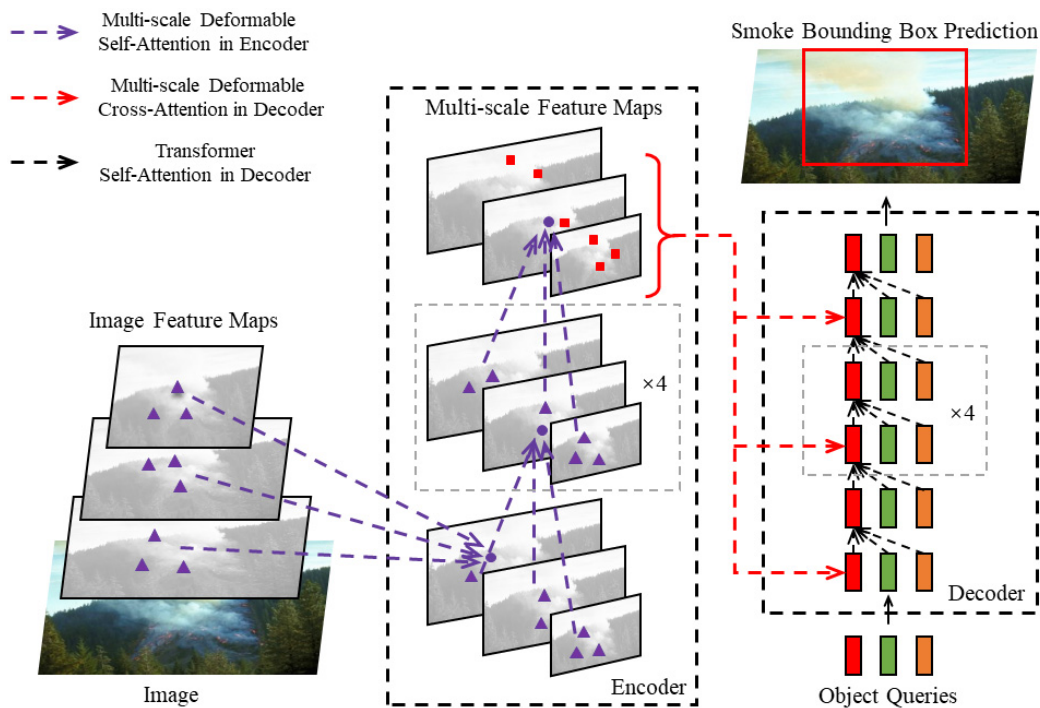 Multi-scale Deformable
Self-Attention in Encoder
Multi-scale Deformable
Cross-Attention in Decoder
Transformer
Self-Attention in Decoder
Smoke Bounding Box Prediction
Multi-scale Feature Maps
Image Feature Maps
×4
×4
Image
Encoder
Decoder
Object Queries